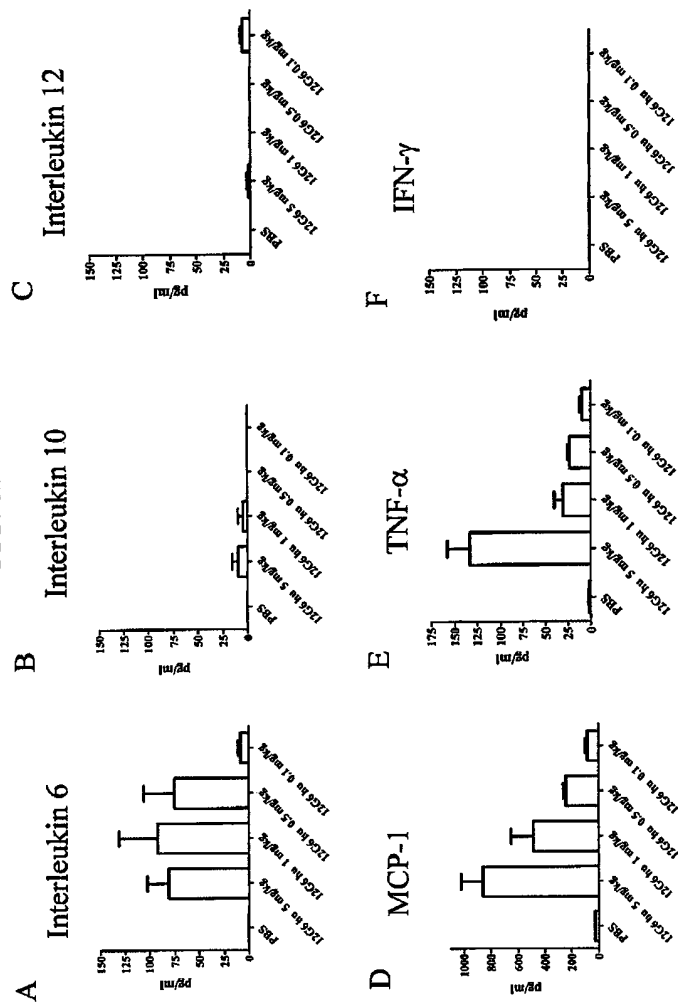 A
Interleukin 6
150
125
100
75
50
25
0
pg/ml
PBS
12G6 hu 5 mg/kg
12G6 hu 1 mg/kg
12G6 hu 0.5 mg/kg
12G6 hu 0.1 mg/kg
B
Interleukin 10
150
125
100
75
50
25
0
pg/ml
PBS
12G6 hu 5 mg/kg
12G6 hu 1 mg/kg
12G6 hu 0.5 mg/kg
12G6 hu 0.1 mg/kg
C
Interleukin 12
150
125
100
75
50
25
0
pg/ml
PBS
12G6 5 mg/kg
12G6 1 mg/kg
12G6 0.5 mg/kg
12G6 0.1 mg/kg
D
MCP-1
1000
800
600
400
200
0
pg/ml
PBS
12G6 hu 5 mg/kg
12G6 hu 1 mg/kg
12G6 hu 0.5 mg/kg
12G6 hu 0.1 mg/kg
E
TNF-α
175
150
125
100
75
50
25
0
pg/ml
PBS
12G6 hu 5 mg/kg
12G6 hu 1 mg/kg
12G6 hu 0.5 mg/kg
12G6 hu 0.1 mg/kg
F
IFN-γ
150
125
100
75
50
25
0
pg/ml
PBS
12G6 hu 5 mg/kg
12G6 hu 1 mg/kg
12G6 hu 0.5 mg/kg
12G6 hu 0.1 mg/kg